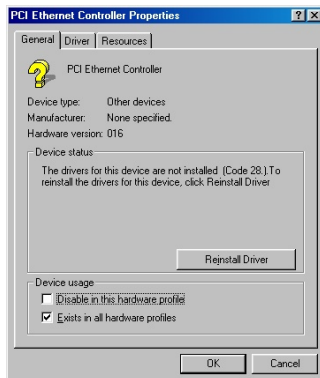 PCI Ethernet Controller Properties
General Driver Resources
PCI Ethernet Controller
Device type: Other devices
Manufacturer: None specified.
Hardware version: 016
Device status
The drivers for this device are not installed (Code 28.).To
reinstall the drivers for this device, click Reinstall Driver
Reinstall Driver
Device usage
Disable in this hardware profile
Exists in all hardware profiles
OK Cancel